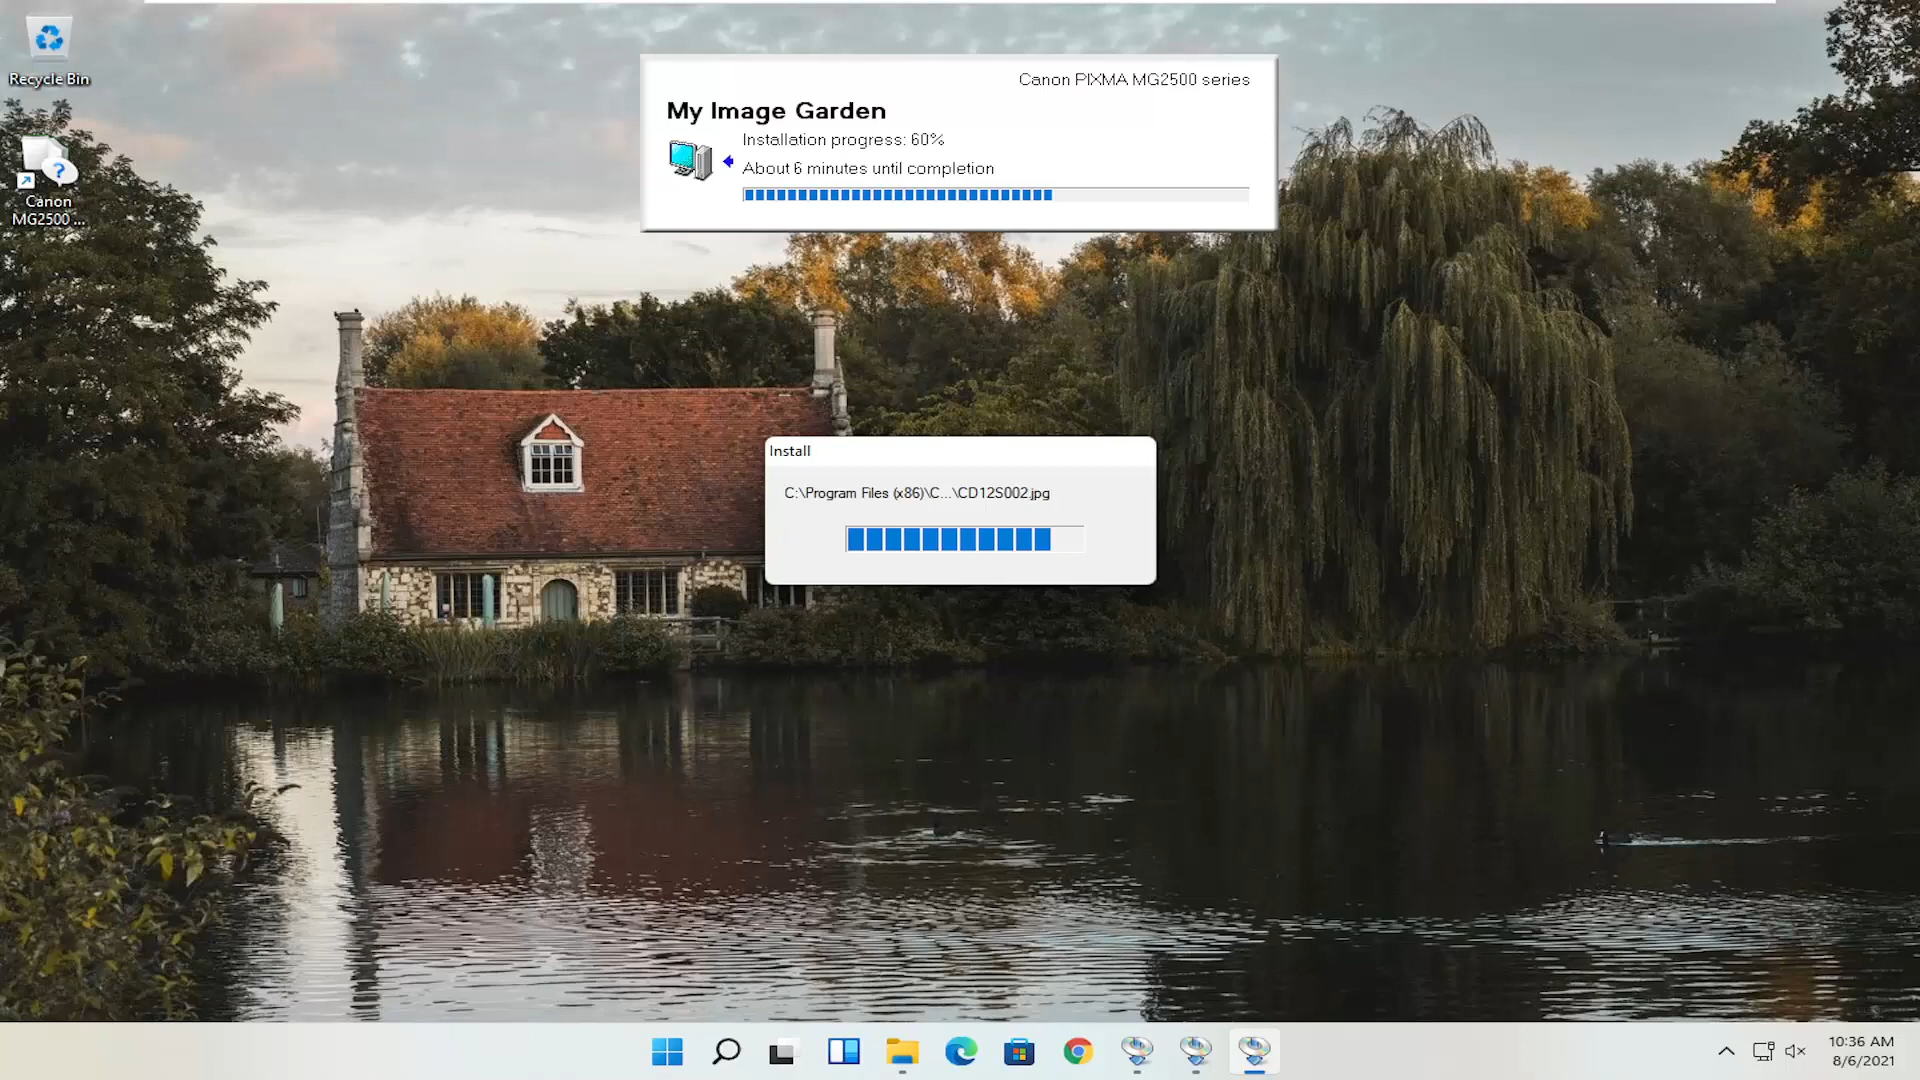 Recycle Bin
Canon
MG2500 ...
Canon PIXMA MG2500 series
My Image Garden
Installation progress: 60%
About 6 minutes until completion
Install
C:\Program Files (x86)\C...\CD12S002.jpg
10:36 AM
8/6/2021